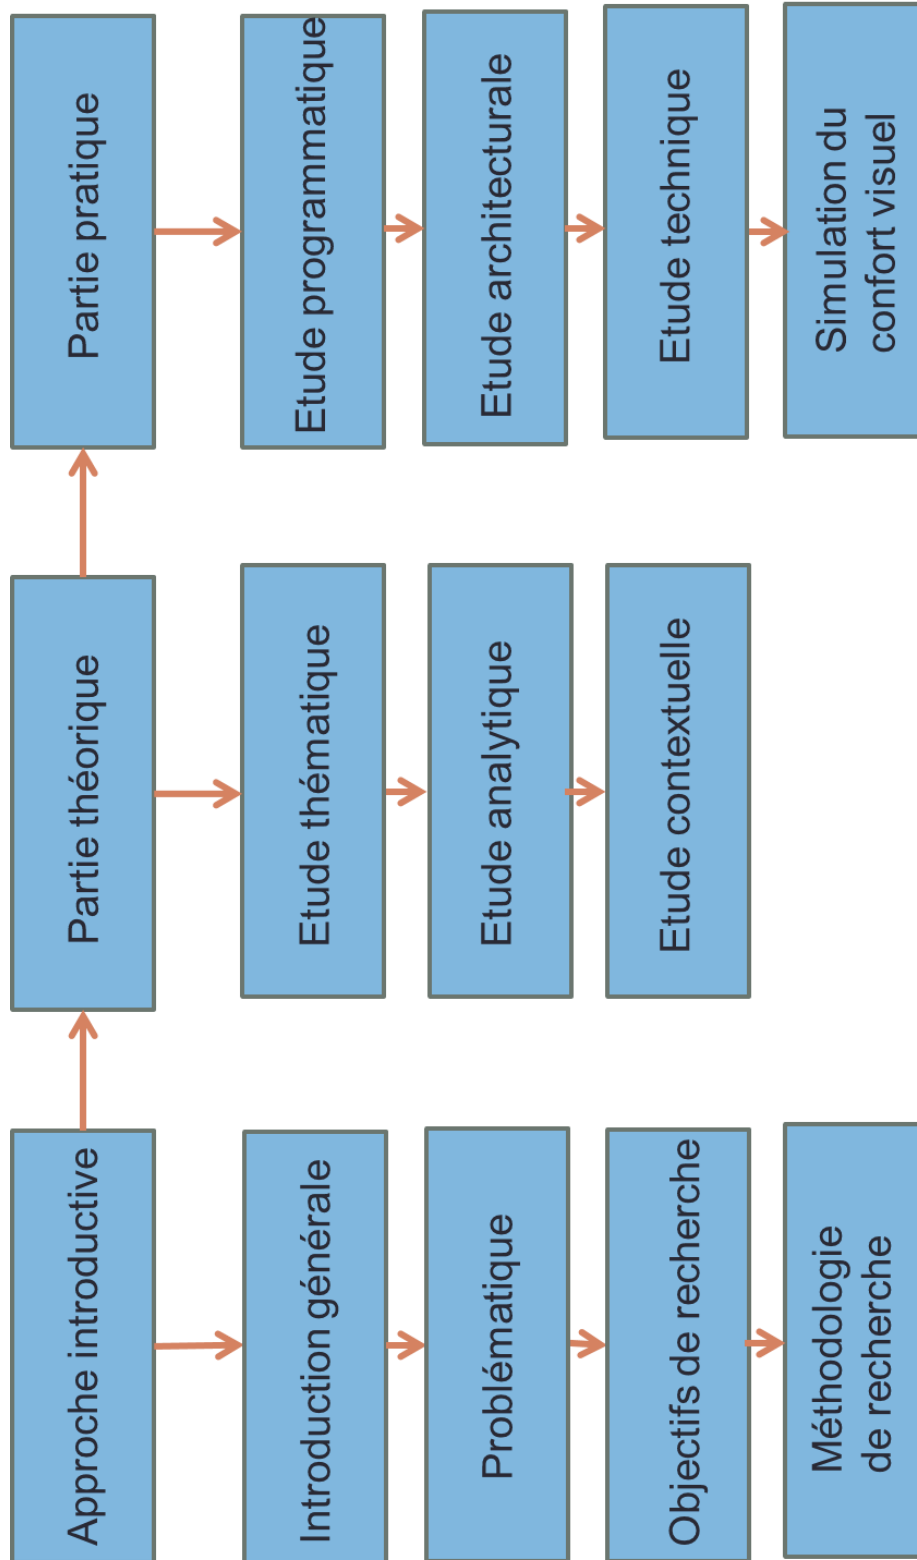 Approche introductive
Introduction générale
Problématique
Objectifs de recherche
Méthodologie
de recherche
Partie théorique
Etude thématique
Etude analytique
Etude contextuelle
Partie pratique
Etude programmatique
Etude architecturale
Etude technique
Simulation du
confort visuel